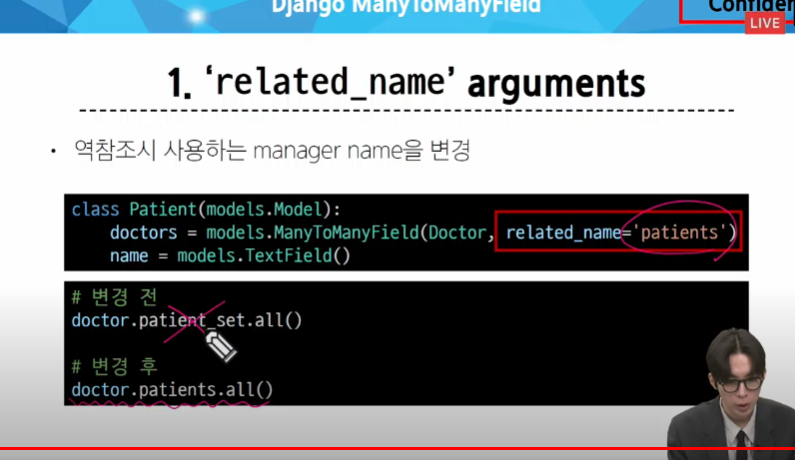 Django ManyToManyField
LIVE
1. ‘related_name’ arguments
• 역참조시 사용하는 manager name을 변경
class Patient(models.Model):
    doctors = models.ManyToManyField(Doctor, related_name='patients')
    name = models.TextField()
# 변경 전
doctor.patient_set.all()
# 변경 후
doctor.patients.all()